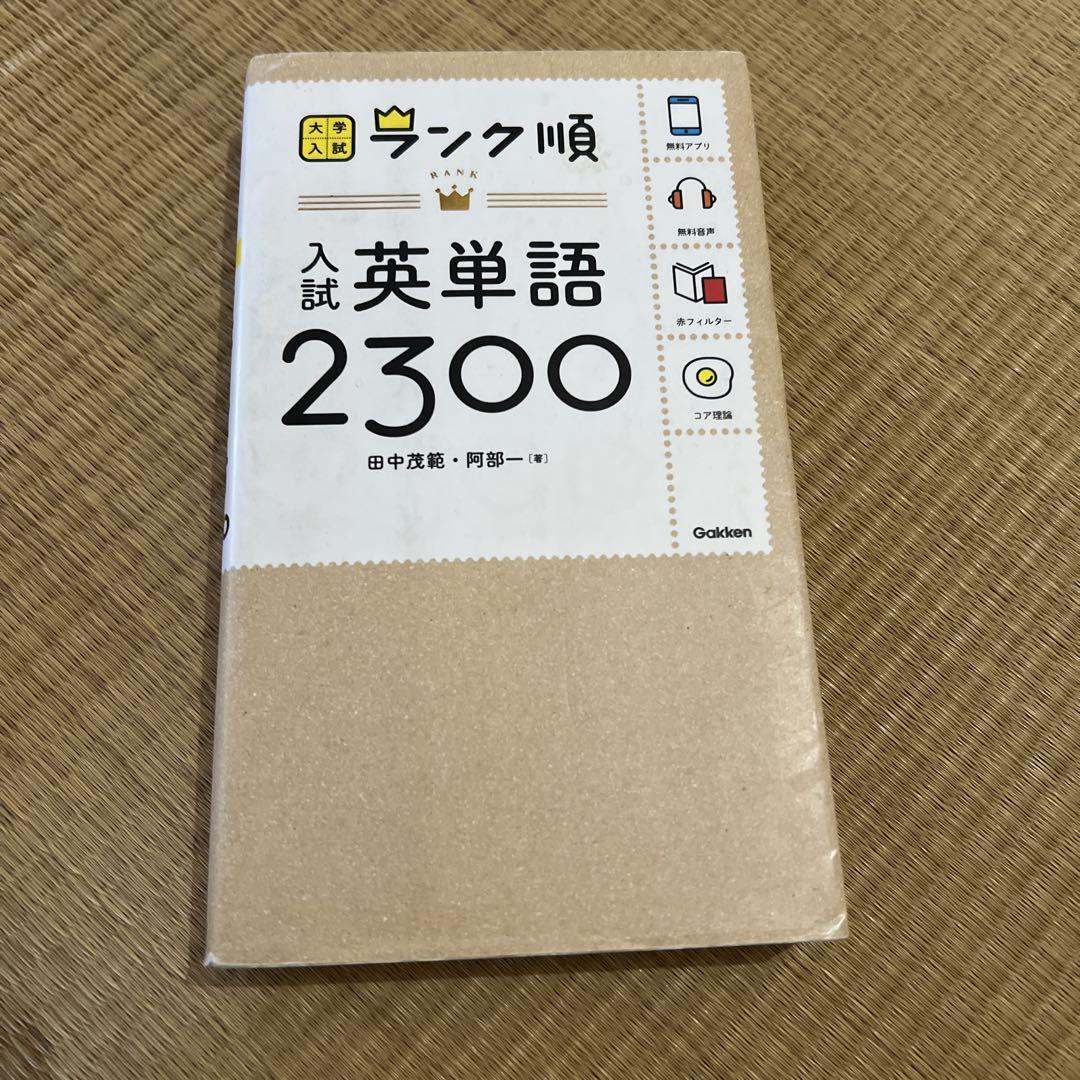 大学
入試
ランク順
RANK
入試
英単語
2300
田中茂範・阿部一[著]
無料アプリ
無料音声
赤フィルター
コア理論
Gakken